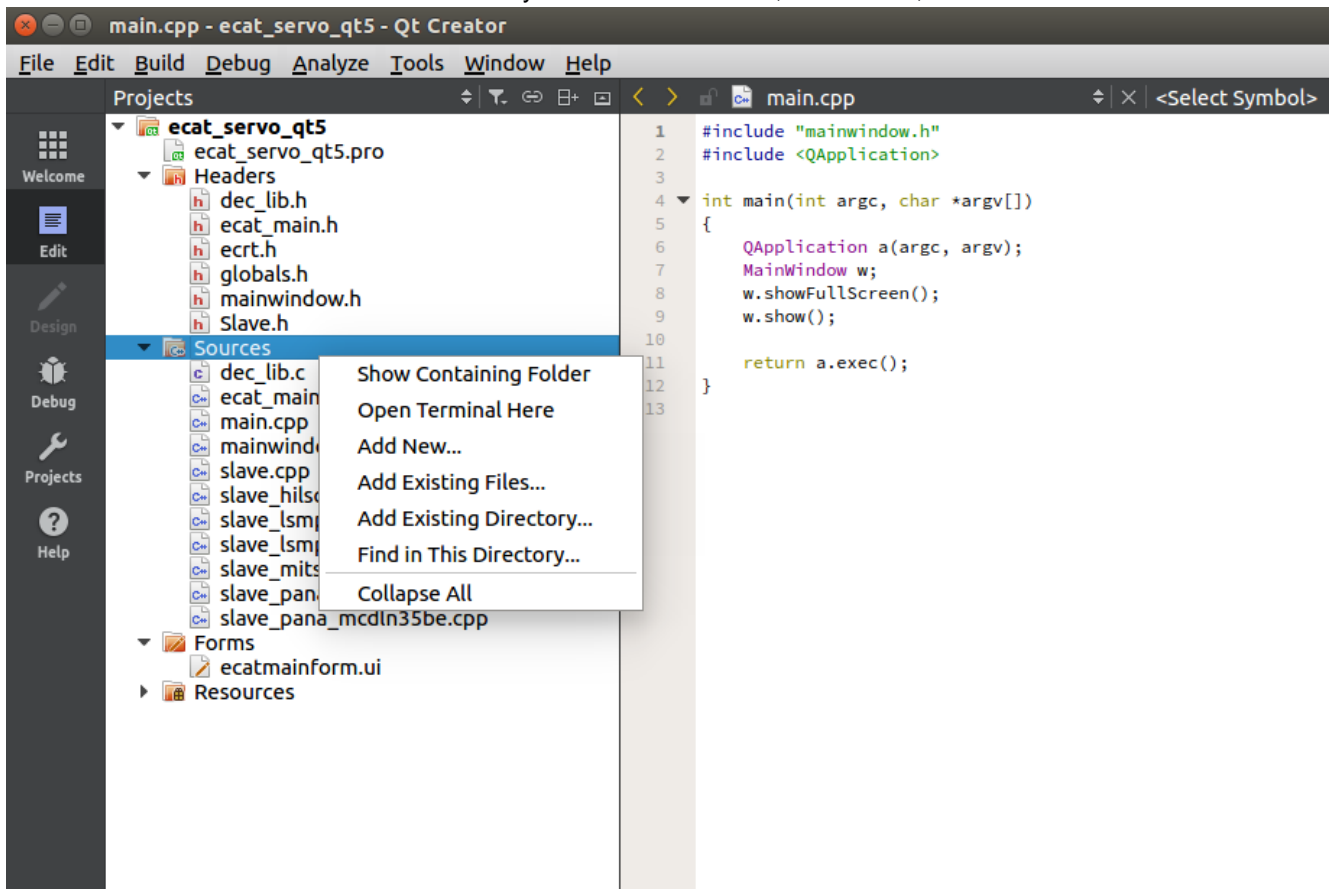 main.cpp - ecat_servo_qt5 - Qt Creator
File Edit Build Debug Analyze Tools Window Help
Projects
main.cpp
<Select Symbol>
Welcome
Edit
Design
Debug
Projects
Help
ecat_servo_qt5
ecat_servo_qt5.pro
Headers
dec_lib.h
ecat_main.h
ecrt.h
globals.h
mainwindow.h
Slave.h
Sources
dec_lib.c
ecat_main
main.cpp
slave.cpp
slave_pana_mcdln35be.cpp
Forms
ecatmainform.ui
Resources
Show Containing Folder
Open Terminal Here
Add New...
Add Existing Files...
Add Existing Directory...
Find in This Directory...
Collapse All
1 #include "mainwindow.h"
2 #include <QApplication>
3
4 int main(int argc, char *argv[])
5 {
6 QApplication a(argc, argv);
7 MainWindow w;
8 w.showFullScreen();
9 w.show();
10
11 return a.exec();
12 }
13